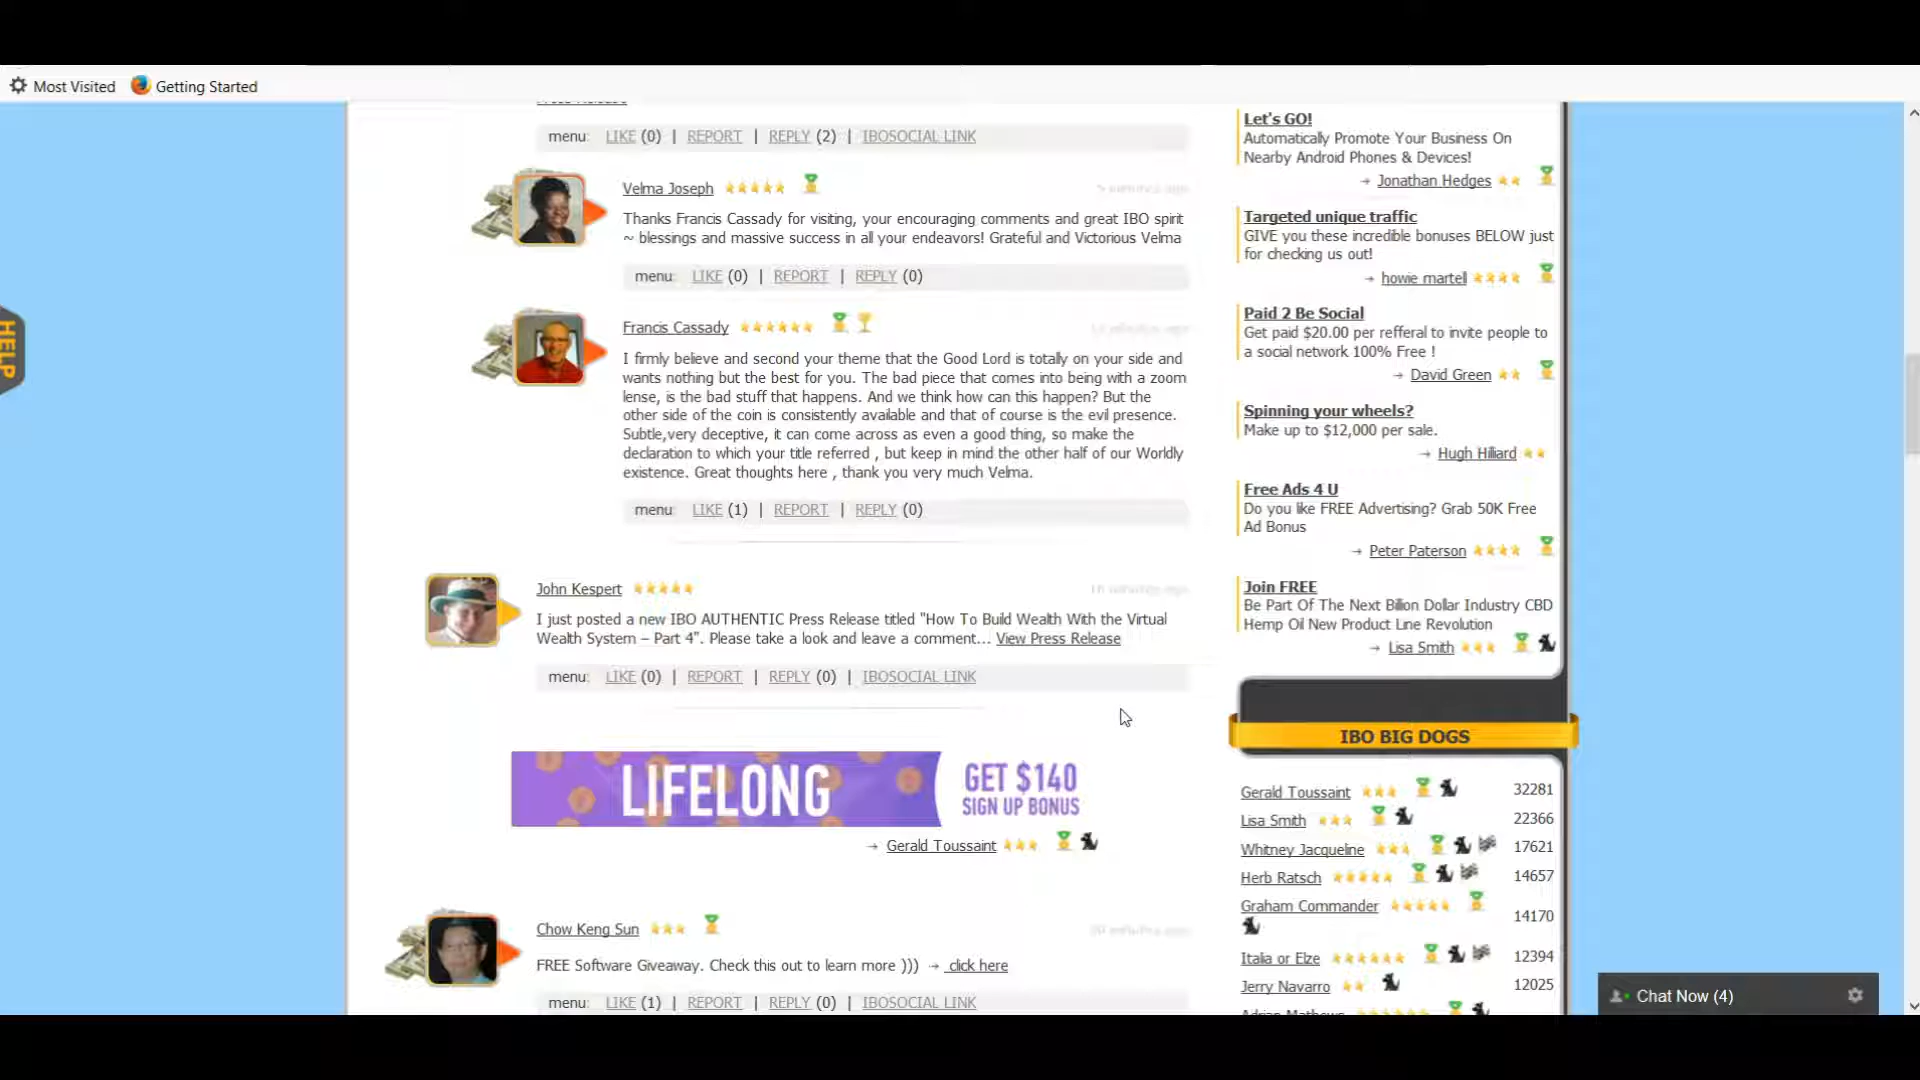 Most Visited Getting Started
menu: LIKE (0) | REPORT | REPLY (2) | IBOSOCIAL LINK
Velma Joseph
Thanks Francis Cassady for visiting, your encouraging comments and great IBO spirit
~ blessings and massive success in all your endeavors! Grateful and Victorious Velma
menu: LIKE (0) | REPORT | REPLY (0)
Francis Cassady
I firmly believe and second your theme that the Good Lord is totally on your side and
wants nothing but the best for you. The bad piece that comes into being with a zoom
lense, is the bad stuff that happens. And we think how can this happen? But the
other side of the coin is consistently available and that of course is the evil presence.
Subtle,very deceptive, it can come across as even a good thing, so make the
declaration to which your title referred , but keep in mind the other half of our Worldly
existence. Great thoughts here , thank you very much Velma.
menu: LIKE (1) | REPORT | REPLY (0)
John Kespert
I just posted a new IBO AUTHENTIC Press Release titled "How To Build Wealth With the Virtual
Wealth System – Part 4". Please take a look and leave a comment... View Press Release
menu: LIKE (0) | REPORT | REPLY (0) | IBOSOCIAL LINK
LIFELONG
GET $140
SIGN UP BONUS
→ Gerald Toussaint
Chow Keng Sun
FREE Software Giveaway. Check this out to learn more ))) → click here
menu: LIKE (1) | REPORT | REPLY (0) | IBOSOCIAL LINK
HELP
Let's GO!
Automatically Promote Your Business On
Nearby Android Phones & Devices!
→ Jonathan Hedges
Targeted unique traffic
GIVE you these incredible bonuses BELOW just
for checking us out!
→ howie martell
Paid 2 Be Social
Get paid $20.00 per refferal to invite people to
a social network 100% Free !
→ David Green
Spinning your wheels?
Make up to $12,000 per sale.
→ Hugh Hilliard
Free Ads 4 U
Do you like FREE Advertising? Grab 50K Free
Ad Bonus
→ Peter Paterson
Join FREE
Be Part Of The Next Billion Dollar Industry CBD
Hemp Oil New Product Line Revolution
→ Lisa Smith
IBO BIG DOGS
Gerald Toussaint 32281
Lisa Smith 22366
Whitney Jacqueline 17621
Herb Ratsch 14657
Graham Commander 14170
Italia or Elze 12394
Jerry Navarro 12025
Chat Now (4)